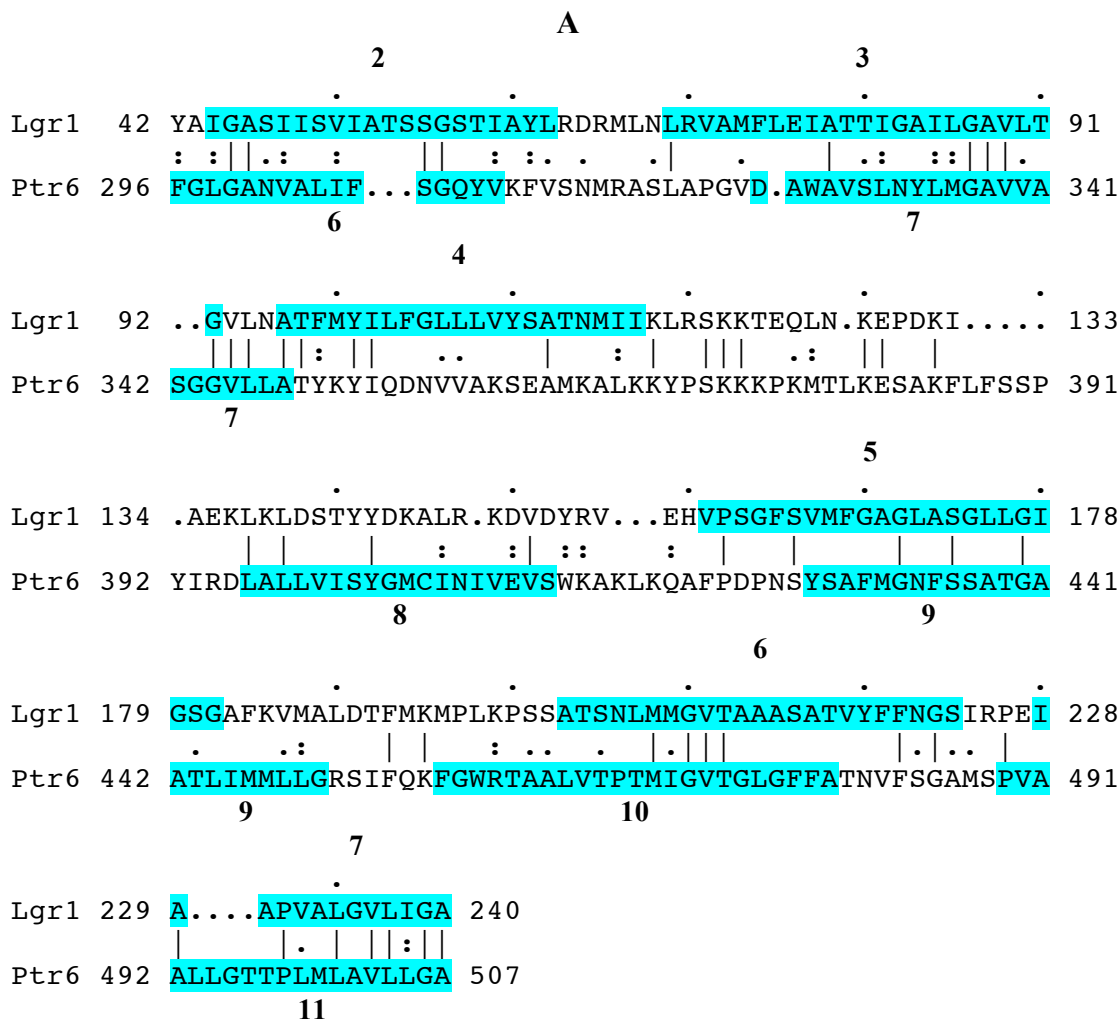 A
2 3
. . . . .
Lgr1 42 YAIGASIISVIATSSGSTIAYLRDRMLNLRVAMFLEIATTIGAILGAVLT 91
: :||.: : || : :. . .| . | .: ::|||.
Ptr6 296 FGLGANVALIF...SGQYVKFVSNMRASLAPGVD.AWAVSLNYLMGAVVA 341
6 7
4
. . . . .
Lgr1 92 ..GVLNATFMYILFGLLLVYSATNMIIKLRSKKTEQLN.KEPDKI..... 133
||| ||: || .. | : | ||| .: || |
Ptr6 342 SGGVLLATYKYIQDNVVAKSEAMKALKKYPSKKKPKMTLKESAKFLFSSP 391
7
5
. . . . .
Lgr1 134 .AEKLKLDSTYYDKALR.KDVDYRV...EHVPSGFSVMFGAGLASGLLGI 178
| | | : :| :: : | | | | |
Ptr6 392 YIRDLALLVISYGMCINIVEVSWKAKLKQAFPDPNSYSAFMGNFSSATGA 441
8 9
6
. . . . .
Lgr1 179 GSGAFKVMALDTFMKMPLKPSSATSNLMMGVTAAASATVYFFNGSIRPEI 228
. .: | | : .. . |.||| | |.. |
Ptr6 442 ATLIMMLLGRSIFQKFGWRTAALVTPTMIGVTGLGFFATNVFSGAMSPVA 491
9 10
7
.
Lgr1 229 A....APVALGVLIGA 240
| |. | ||:||
Ptr6 492 ALLGTTPLMLAVLLGA 507
11